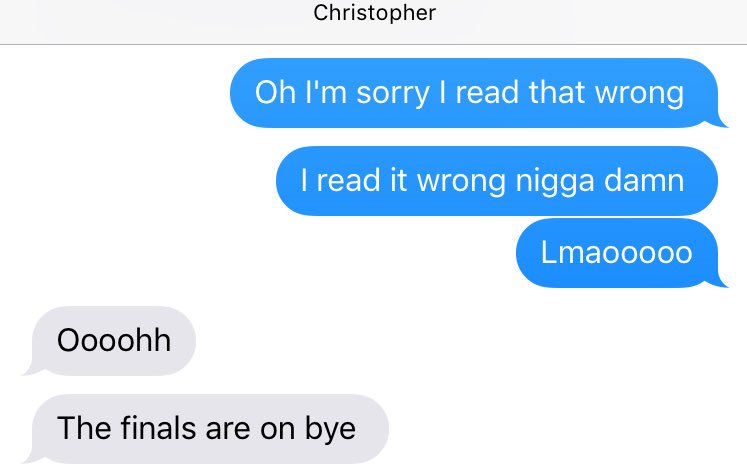 Christopher
Oh I'm sorry I read that wrong
I read it wrong nigga damn
Lmaooooo
Oooohh
The finals are on bye